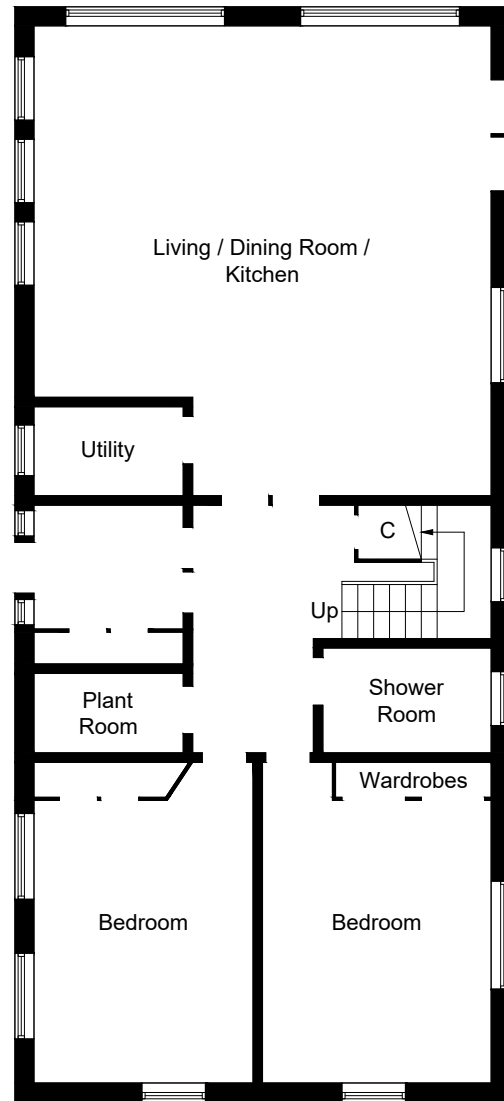 Living / Dining Room /
Kitchen
Utility
C
Up
Plant
Room
Shower
Room
Wardrobes
Bedroom
Bedroom